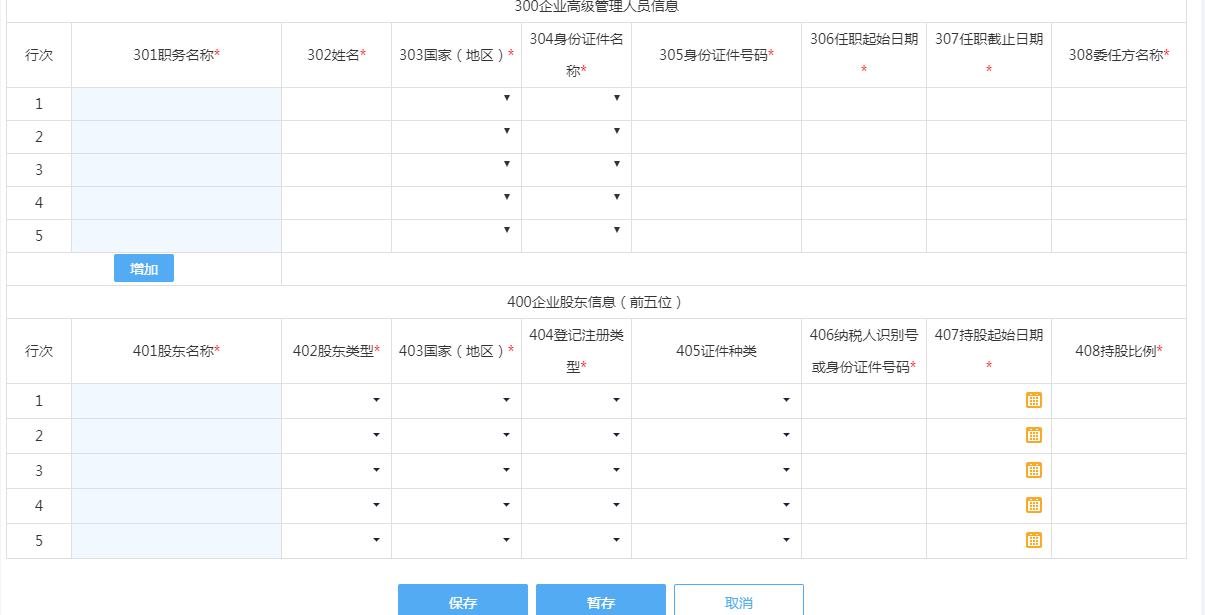 300企业高级管理人员信息
行次 301职务名称* 302姓名* 303国家（地区）* 304身份证件名称* 305身份证件号码* 306任职起始日期* 307任职截止日期* 308委任方名称*
1
2
3
4
5
增加
400企业股东信息（前五位）
行次 401股东名称* 402股东类型* 403国家（地区）* 404登记注册类型* 405证件种类 406纳税人识别号或身份证件号码* 407持股起始日期* 408持股比例*
1
2
3
4
5
保存 暂存 取消